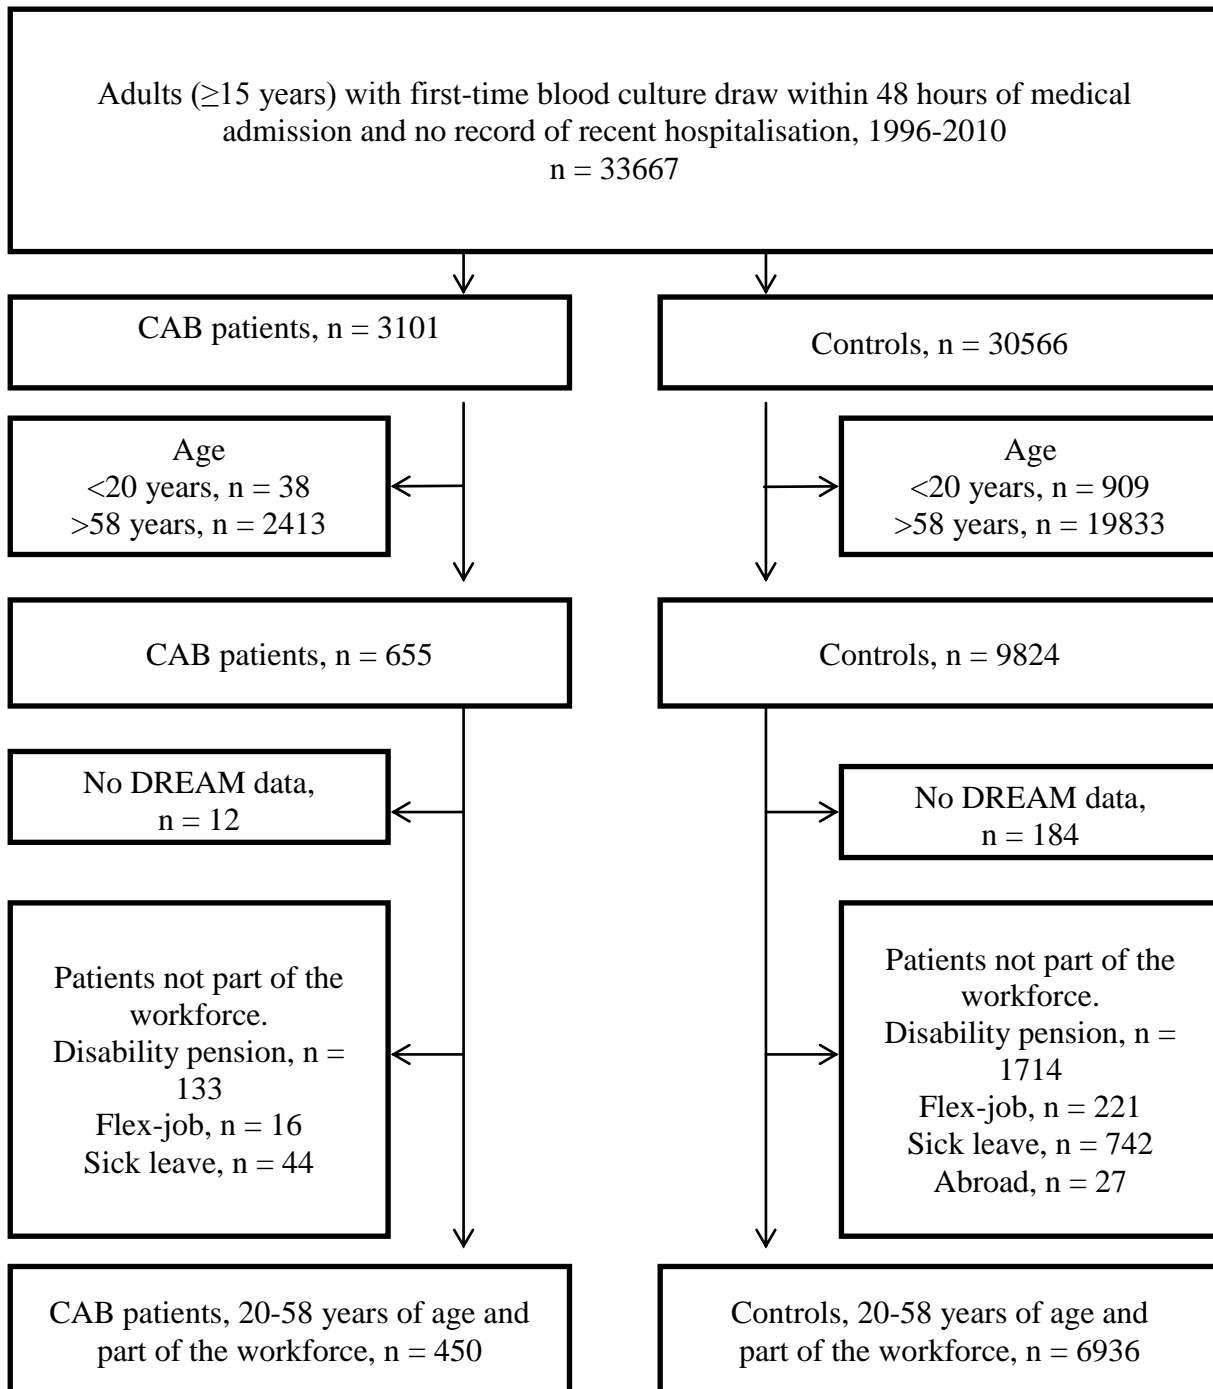 Adults (≥15 years) with first-time blood culture draw within 48 hours of medical
admission and no record of recent hospitalisation, 1996-2010
n = 33667
CAB patients, n = 3101
Controls, n = 30566
Age
<20 years, n = 38
>58 years, n = 2413
Age
<20 years, n = 909
>58 years, n = 19833
CAB patients, n = 655
Controls, n = 9824
No DREAM data,
n = 12
No DREAM data,
n = 184
Patients not part of the
workforce.
Disability pension, n =
133
Flex-job, n = 16
Sick leave, n = 44
Patients not part of the
workforce.
Disability pension, n =
1714
Flex-job, n = 221
Sick leave, n = 742
Abroad, n = 27
CAB patients, 20-58 years of age and
part of the workforce, n = 450
Controls, 20-58 years of age and
part of the workforce, n = 6936